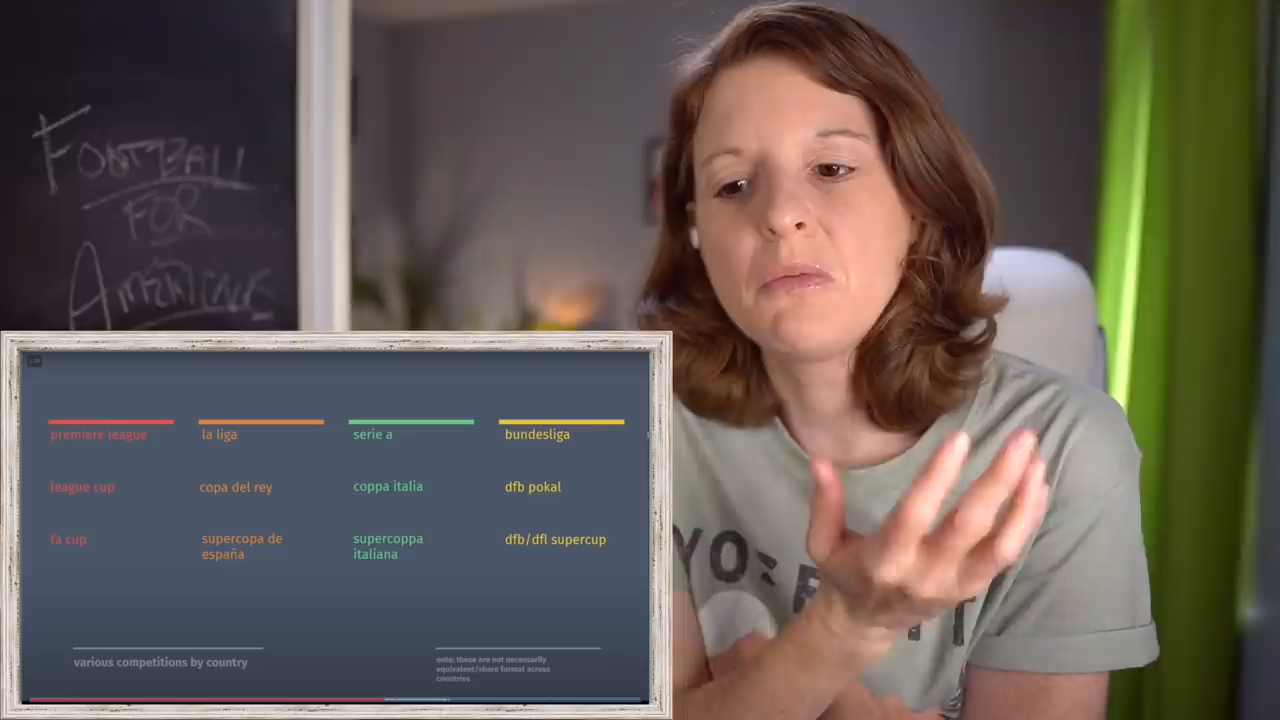 FOOTBALL
FOR
AMERICANS
premiere league
la liga
serie a
bundesliga
league cup
copa del rey
coppa italia
dfb pokal
fa cup
supercopa de
españa
supercoppa
italiana
dfb/dfl supercup
various competitions by country
note: these are not necessarily
equivalent/share format across
countries